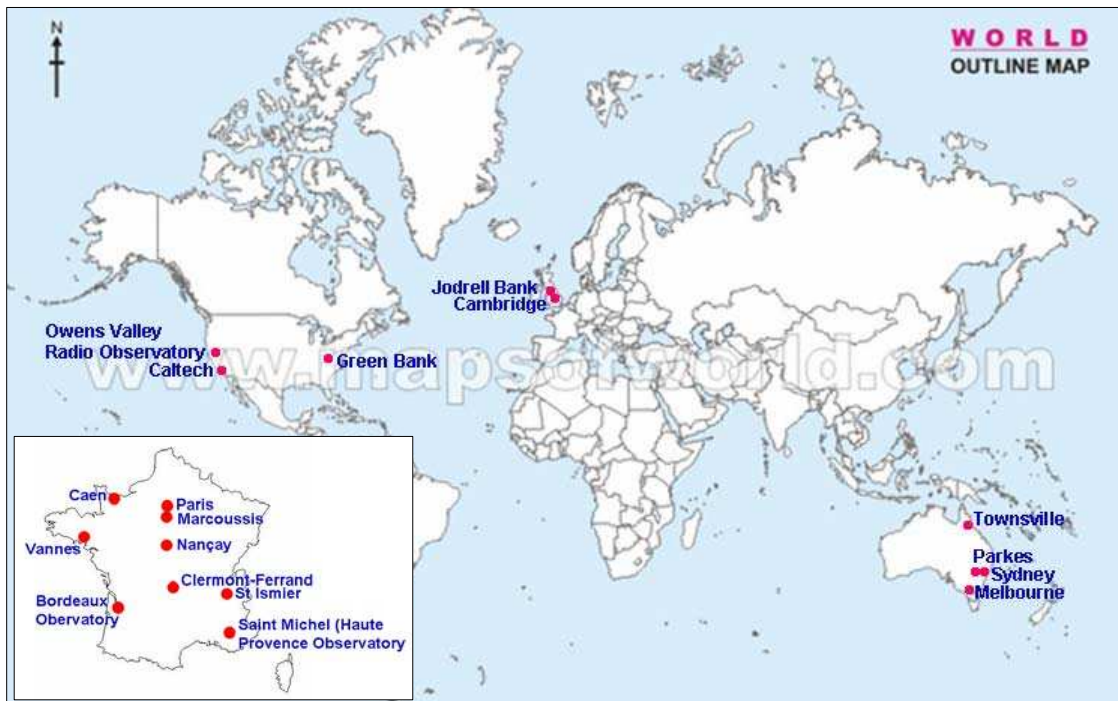 N
WORLD
OUTLINE MAP
Jodrell Bank
Cambridge
Owens Valley
Radio Observatory
Caltech
Green Bank
www.mapsofworld.com
Caen
Paris
Marcoussis
Vannes
Nançay
Clermont-Ferrand
St Ismier
Bordeaux
Obervatory
Saint Michel (Haute
Provence Observatory
Townsville
Parkes
Sydney
Melbourne